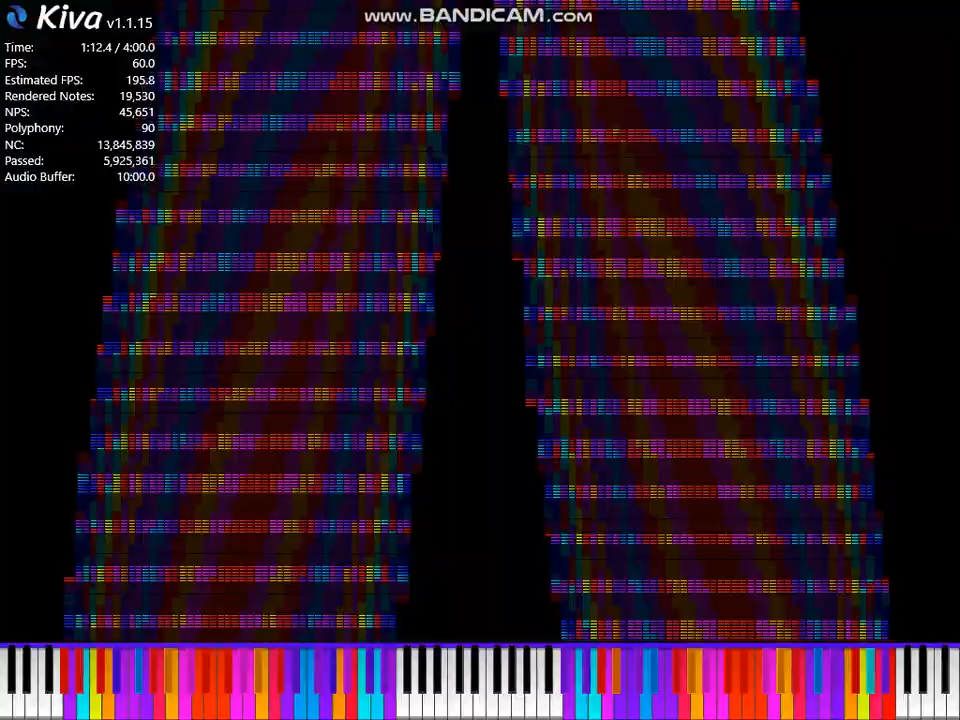 Kiva v1.1.15
www.BANDICAM.com
Time: 1:12.4 / 4:00.0
FPS: 60.0
Estimated FPS: 195.8
Rendered Notes: 19,530
NPS: 45,651
Polyphony: 90
NC: 13,845,839
Passed: 5,925,361
Audio Buffer: 10:00.0